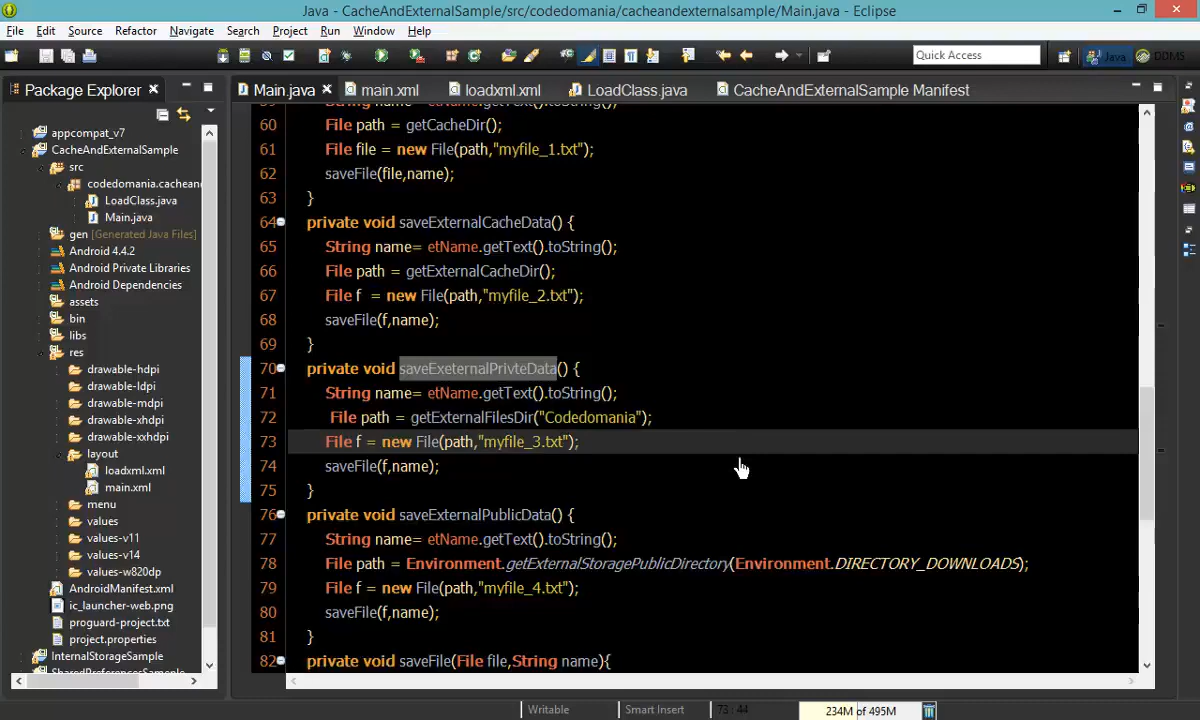 Java - CacheAndExternalSample/src/codedomania/cacheandexternalsample/Main.java - Eclipse
File Edit Source Refactor Navigate Search Project Run Window Help
Quick Access
Java
DDMS
Package Explorer
Main.java
main.xml
loadxml.xml
LoadClass.java
CacheAndExternalSample Manifest
appcompat_v7
CacheAndExternalSample
src
codedomania.cacheand
LoadClass.java
Main.java
gen [Generated Java Files]
Android 4.4.2
Android Private Libraries
Android Dependencies
assets
bin
libs
res
drawable-hdpi
drawable-ldpi
drawable-mdpi
drawable-xhdpi
drawable-xxhdpi
layout
loadxml.xml
main.xml
menu
values
values-v11
values-v14
values-w820dp
AndroidManifest.xml
ic_launcher-web.png
proguard-project.txt
project.properties
InternalStorageSample
60 File path = getCacheDir();
61 File file = new File(path,"myfile_1.txt");
62 saveFile(file,name);
63 }
64 private void saveExternalCacheData() {
65 String name= etName.getText().toString();
66 File path = getExternalCacheDir();
67 File f  = new File(path,"myfile_2.txt");
68 saveFile(f,name);
69 }
70 private void saveExeternalPrivteData() {
71 String name= etName.getText().toString();
72 File path = getExternalFilesDir("Codedomania");
73 File f = new File(path,"myfile_3.txt");
74 saveFile(f,name);
75 }
76 private void saveExternalPublicData() {
77 String name= etName.getText().toString();
78 File path = Environment.getExternalStoragePublicDirectory(Environment.DIRECTORY_DOWNLOADS);
79 File f = new File(path,"myfile_4.txt");
80 saveFile(f,name);
81 }
82 private void saveFile(File file,String name){
Writable
Smart Insert
73 : 44
234M of 495M